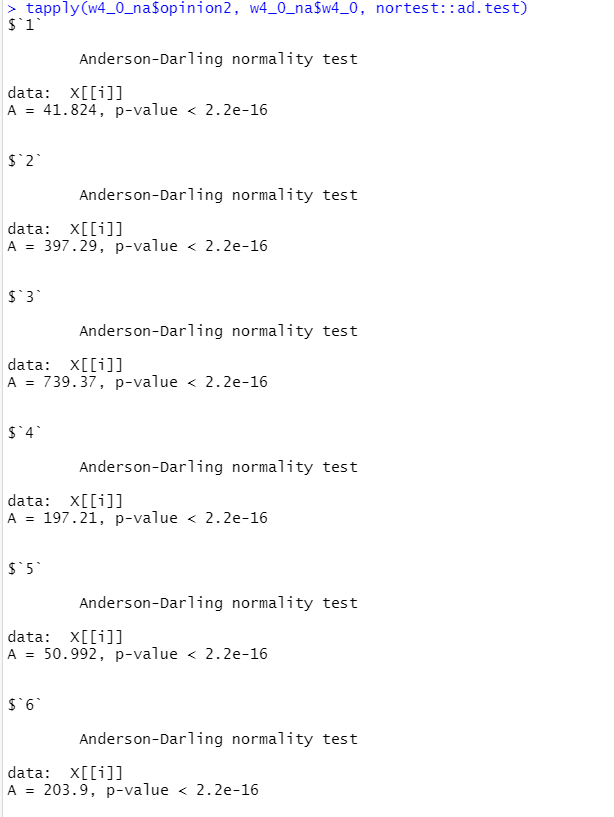 > tapply(w4_0_na$opinion2, w4_0_na$w4_0, nortest::ad.test)
$`1`
Anderson-Darling normality test
data:  X[[i]]
A = 41.824, p-value < 2.2e-16
$`2`
Anderson-Darling normality test
data:  X[[i]]
A = 397.29, p-value < 2.2e-16
$`3`
Anderson-Darling normality test
data:  X[[i]]
A = 739.37, p-value < 2.2e-16
$`4`
Anderson-Darling normality test
data:  X[[i]]
A = 197.21, p-value < 2.2e-16
$`5`
Anderson-Darling normality test
data:  X[[i]]
A = 50.992, p-value < 2.2e-16
$`6`
Anderson-Darling normality test
data:  X[[i]]
A = 203.9, p-value < 2.2e-16